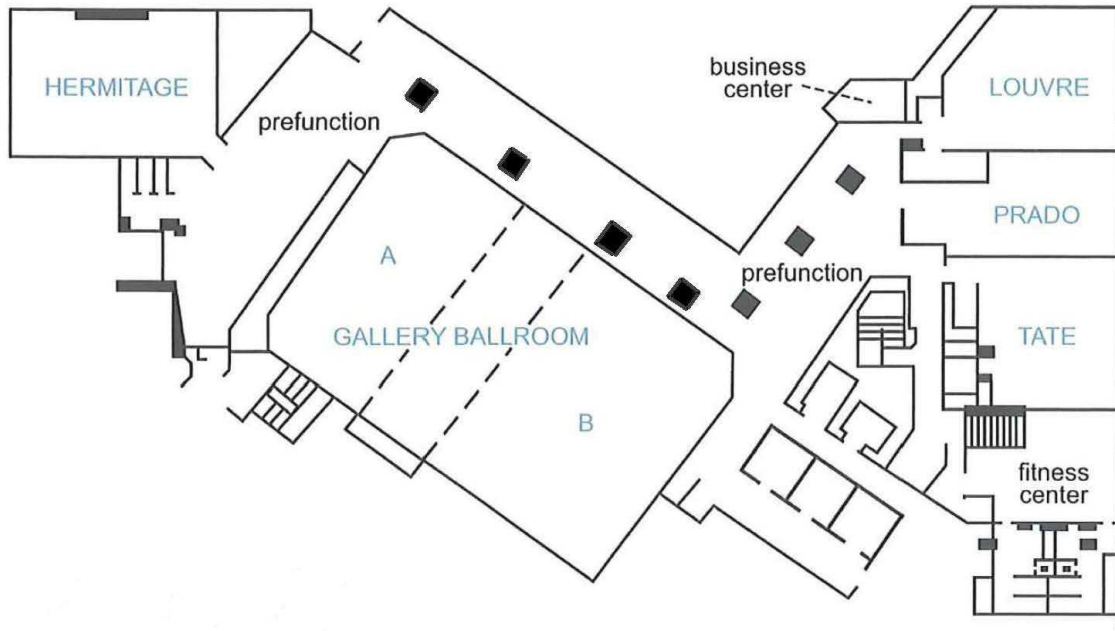 HERMITAGE
prefunction
business
center
LOUVRE
PRADO
prefunction
A
GALLERY BALLROOM
TATE
B
fitness
center